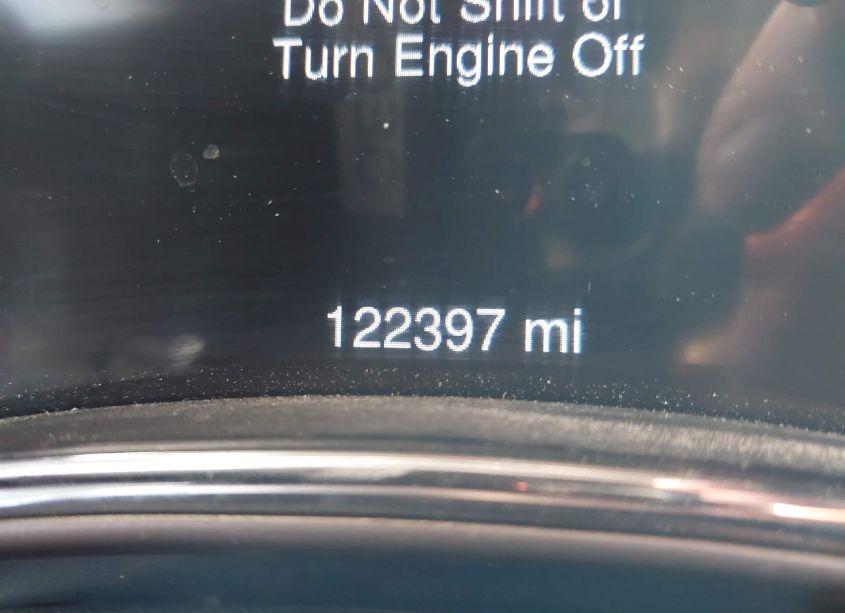 Do Not Shift or
Turn Engine Off
122397 mi